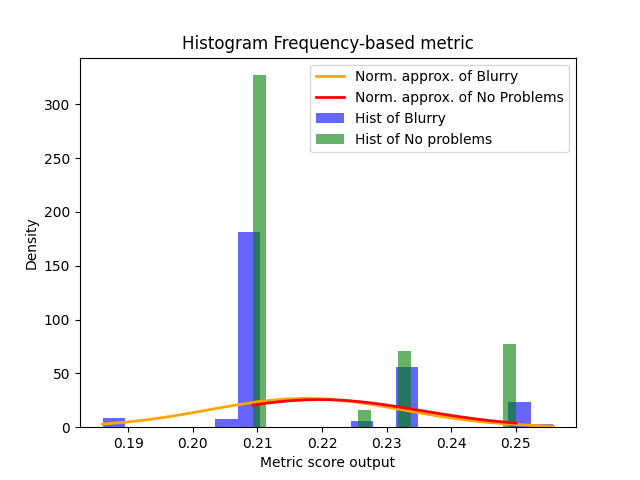 Histogram Frequency-based metric
Norm. approx. of Blurry
Norm. approx. of No Problems
Hist of Blurry
Hist of No problems
Density
300
250
200
150
100
50
0
0.19 0.20 0.21 0.22 0.23 0.24 0.25
Metric score output